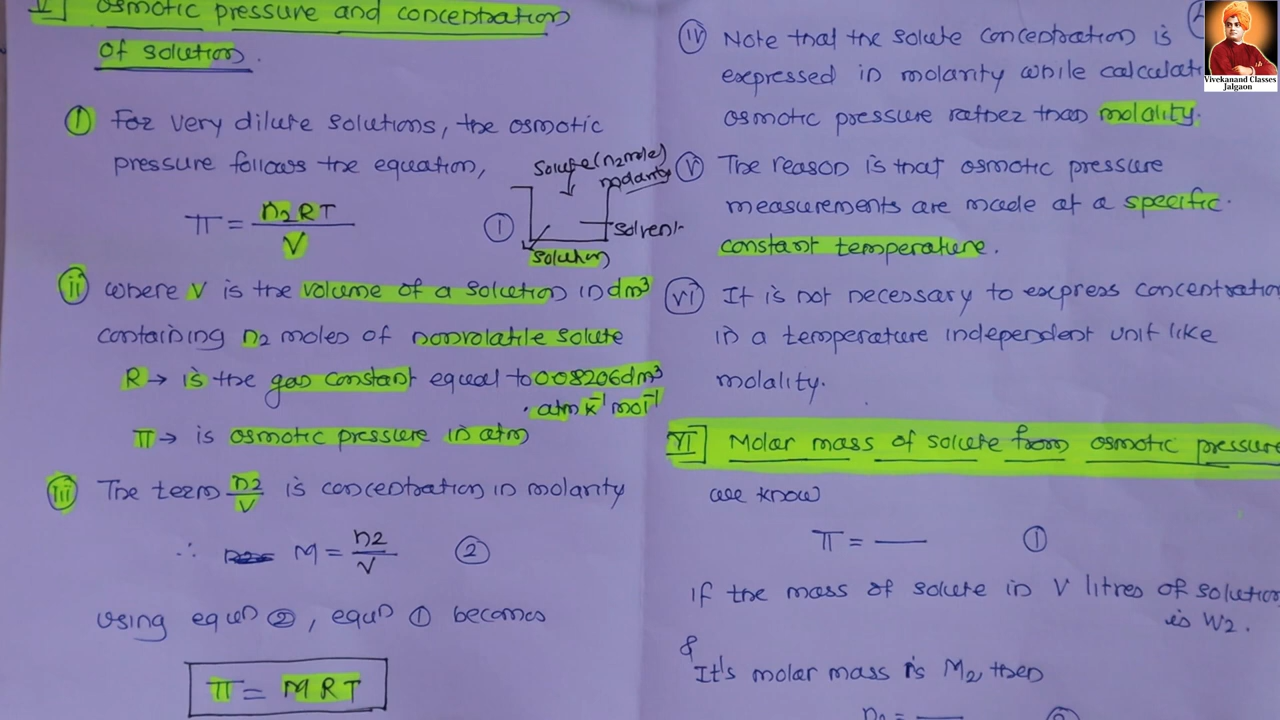 V] Osmotic pressure and concentration
of solution.
i For very dilute solutions, the osmotic
pressure follows the equation,
π = n2RT / V
1
Solute (n2 mole)
molarity
solvent
solution
ii where V is the volume of a solution in dm³
containing n2 moles of nonvolatile solute
R → is the gas constant equal to 0.08206 dm³
. atm K⁻¹ mol⁻¹
π → is osmotic pressure in atm
iii The term n2/V is concentration in molarity
∴ M = n2/V 2
using equn 2, equn 1 becomes
π = MRT
iv Note that the solute concentration is
expressed in molarity while calculati
osmotic pressure rather than molality.
v The reason is that osmotic pressure
measurements are made at a specific
constant temperature.
vi It is not necessary to express concentration
in a temperature independent unit like
molality.
VI] Molar mass of solute from osmotic pressure
we know
π = — 1
if the mass of solute in V litres of solution
is W2.
&
It's molar mass is M2, then
n2 = — 2
Vivekanand Classes
Jalgaon